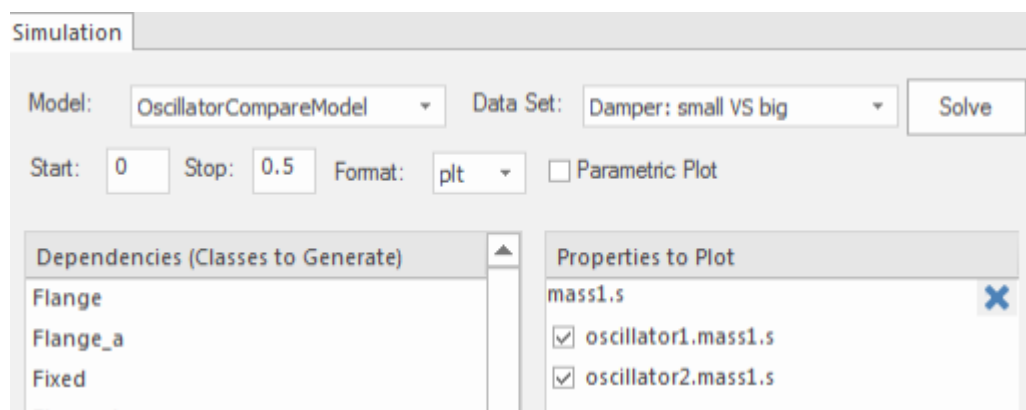 Simulation
Model: OscillatorCompareModel Data Set: Damper: small VS big Solve
Start: 0 Stop: 0.5 Format: plt Parametric Plot
Dependencies (Classes to Generate) Properties to Plot
Flange mass1.s
Flange_a oscillator1.mass1.s
Fixed oscillator2.mass1.s